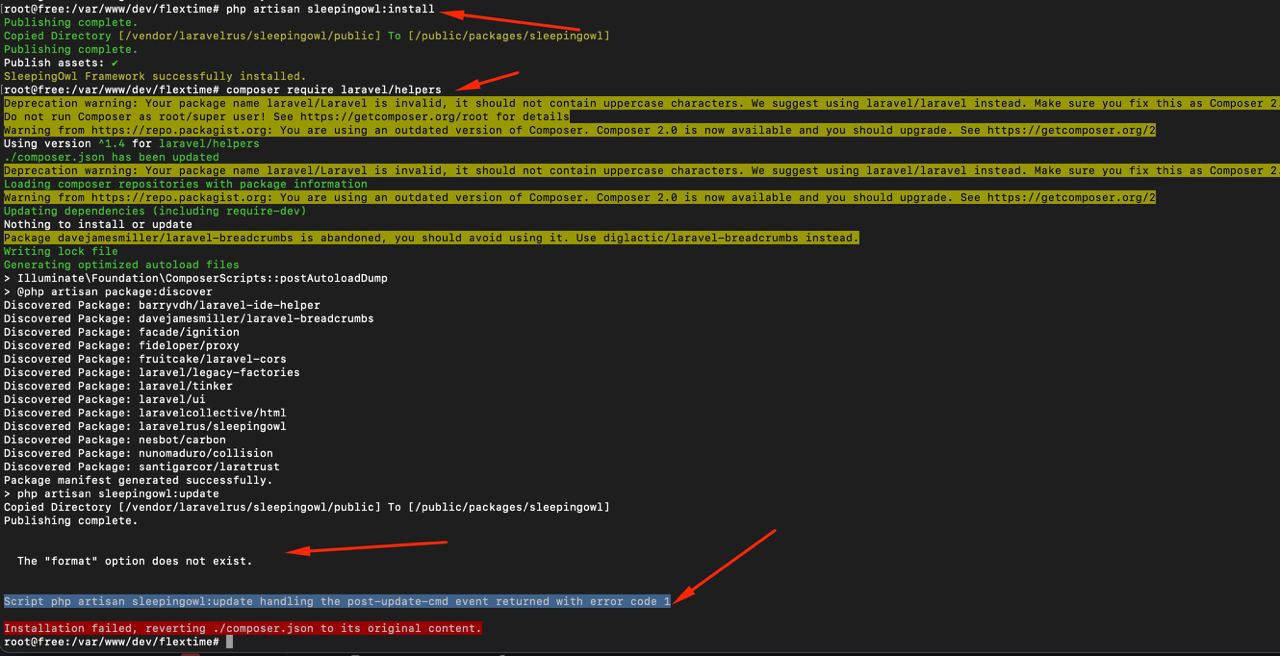 [root@free:/var/www/dev/flextime# php artisan sleepingowl:install
Publishing complete.
Copied Directory [/vendor/laravelrus/sleepingowl/public] To [/public/packages/sleepingowl]
Publishing complete.
Publish assets: ✔
SleepingOwl Framework successfully installed.
[root@free:/var/www/dev/flextime# composer require laravel/helpers
Deprecation warning: Your package name laravel/Laravel is invalid, it should not contain uppercase characters. We suggest using laravel/laravel instead. Make sure you fix this as Composer 2.
Do not run Composer as root/super user! See https://getcomposer.org/root for details
Warning from https://repo.packagist.org: You are using an outdated version of Composer. Composer 2.0 is now available and you should upgrade. See https://getcomposer.org/2
Using version ^1.4 for laravel/helpers
./composer.json has been updated
Deprecation warning: Your package name laravel/Laravel is invalid, it should not contain uppercase characters. We suggest using laravel/laravel instead. Make sure you fix this as Composer 2.
Loading composer repositories with package information
Warning from https://repo.packagist.org: You are using an outdated version of Composer. Composer 2.0 is now available and you should upgrade. See https://getcomposer.org/2
Updating dependencies (including require-dev)
Nothing to install or update
Package davejamesmiller/laravel-breadcrumbs is abandoned, you should avoid using it. Use diglactic/laravel-breadcrumbs instead.
Writing lock file
Generating optimized autoload files
> Illuminate\Foundation\ComposerScripts::postAutoloadDump
> @php artisan package:discover
Discovered Package: barryvdh/laravel-ide-helper
Discovered Package: davejamesmiller/laravel-breadcrumbs
Discovered Package: facade/ignition
Discovered Package: fideloper/proxy
Discovered Package: fruitcake/laravel-cors
Discovered Package: laravel/legacy-factories
Discovered Package: laravel/tinker
Discovered Package: laravel/ui
Discovered Package: laravelcollective/html
Discovered Package: laravelrus/sleepingowl
Discovered Package: nesbot/carbon
Discovered Package: nunomaduro/collision
Discovered Package: santigarcor/laratrust
Package manifest generated successfully.
> php artisan sleepingowl:update
Copied Directory [/vendor/laravelrus/sleepingowl/public] To [/public/packages/sleepingowl]
Publishing complete.
The "format" option does not exist.
Script php artisan sleepingowl:update handling the post-update-cmd event returned with error code 1
Installation failed, reverting ./composer.json to its original content.
root@free:/var/www/dev/flextime#